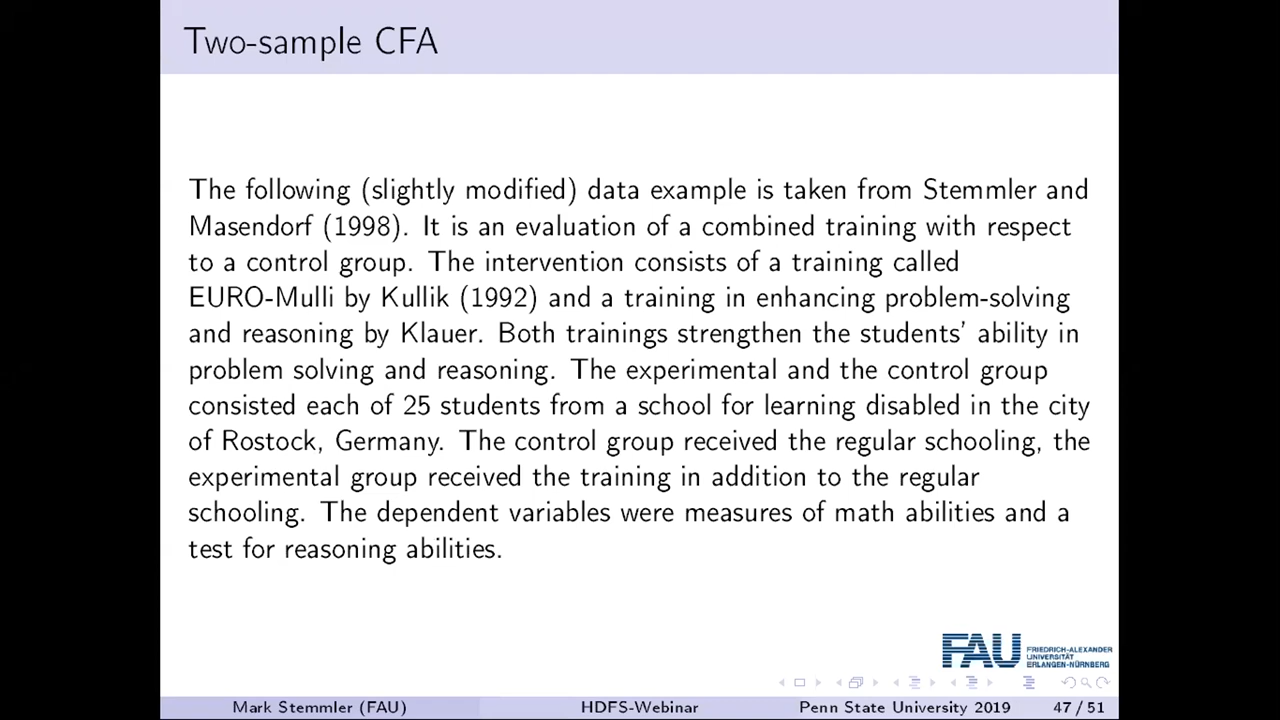 Two-sample CFA
The following (slightly modified) data example is taken from Stemmler and
Masendorf (1998). It is an evaluation of a combined training with respect
to a control group. The intervention consists of a training called
EURO-Mulli by Kullik (1992) and a training in enhancing problem-solving
and reasoning by Klauer. Both trainings strengthen the students' ability in
problem solving and reasoning. The experimental and the control group
consisted each of 25 students from a school for learning disabled in the city
of Rostock, Germany. The control group received the regular schooling, the
experimental group received the training in addition to the regular
schooling. The dependent variables were measures of math abilities and a
test for reasoning abilities.
FAU
FRIEDRICH-ALEXANDER
UNIVERSITÄT
ERLANGEN-NÜRNBERG
Mark Stemmler (FAU) HDFS-Webinar Penn State University 2019 47 / 51